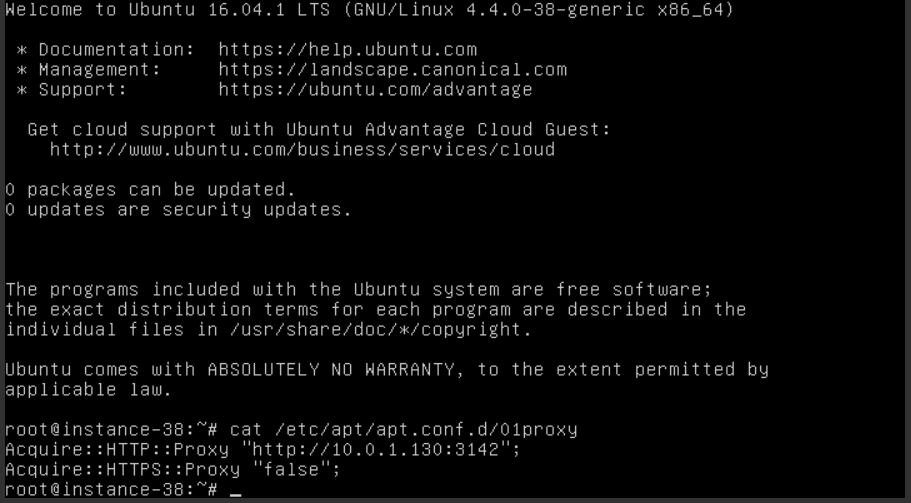 Welcome to Ubuntu 16.04.1 LTS (GNU/Linux 4.4.0-38-generic x86_64)
* Documentation:  https://help.ubuntu.com
* Management:     https://landscape.canonical.com
* Support:        https://ubuntu.com/advantage
Get cloud support with Ubuntu Advantage Cloud Guest:
http://www.ubuntu.com/business/services/cloud
0 packages can be updated.
0 updates are security updates.
The programs included with the Ubuntu system are free software;
the exact distribution terms for each program are described in the
individual files in /usr/share/doc/*/copyright.
Ubuntu comes with ABSOLUTELY NO WARRANTY, to the extent permitted by
applicable law.
root@instance-38:~# cat /etc/apt/apt.conf.d/01proxy
Acquire::HTTP::Proxy "http://10.0.1.130:3142";
Acquire::HTTPS::Proxy "false";
root@instance-38:~# _